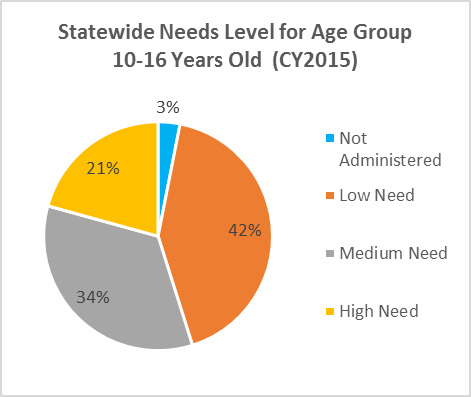 Statewide Needs Level for Age Group
10-16 Years Old (CY2015)
3%
42%
34%
21%
Not
Administered
Low Need
Medium Need
High Need